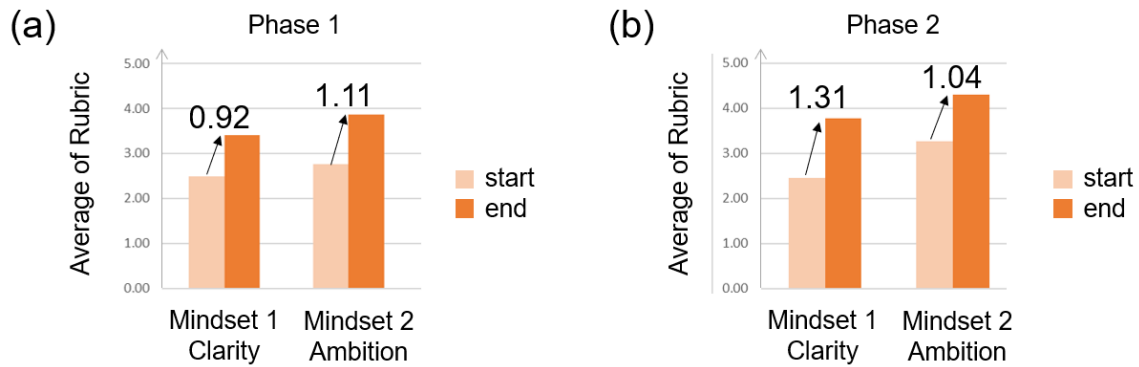 (a)
Phase 1
Average of Rubric
5.00
4.00
3.00
2.00
1.00
0.00
0.92
1.11
Mindset 1
Clarity
Mindset 2
Ambition
start
end
(b)
Phase 2
Average of Rubric
5.00
4.00
3.00
2.00
1.00
0.00
1.31
1.04
Mindset 1
Clarity
Mindset 2
Ambition
start
end